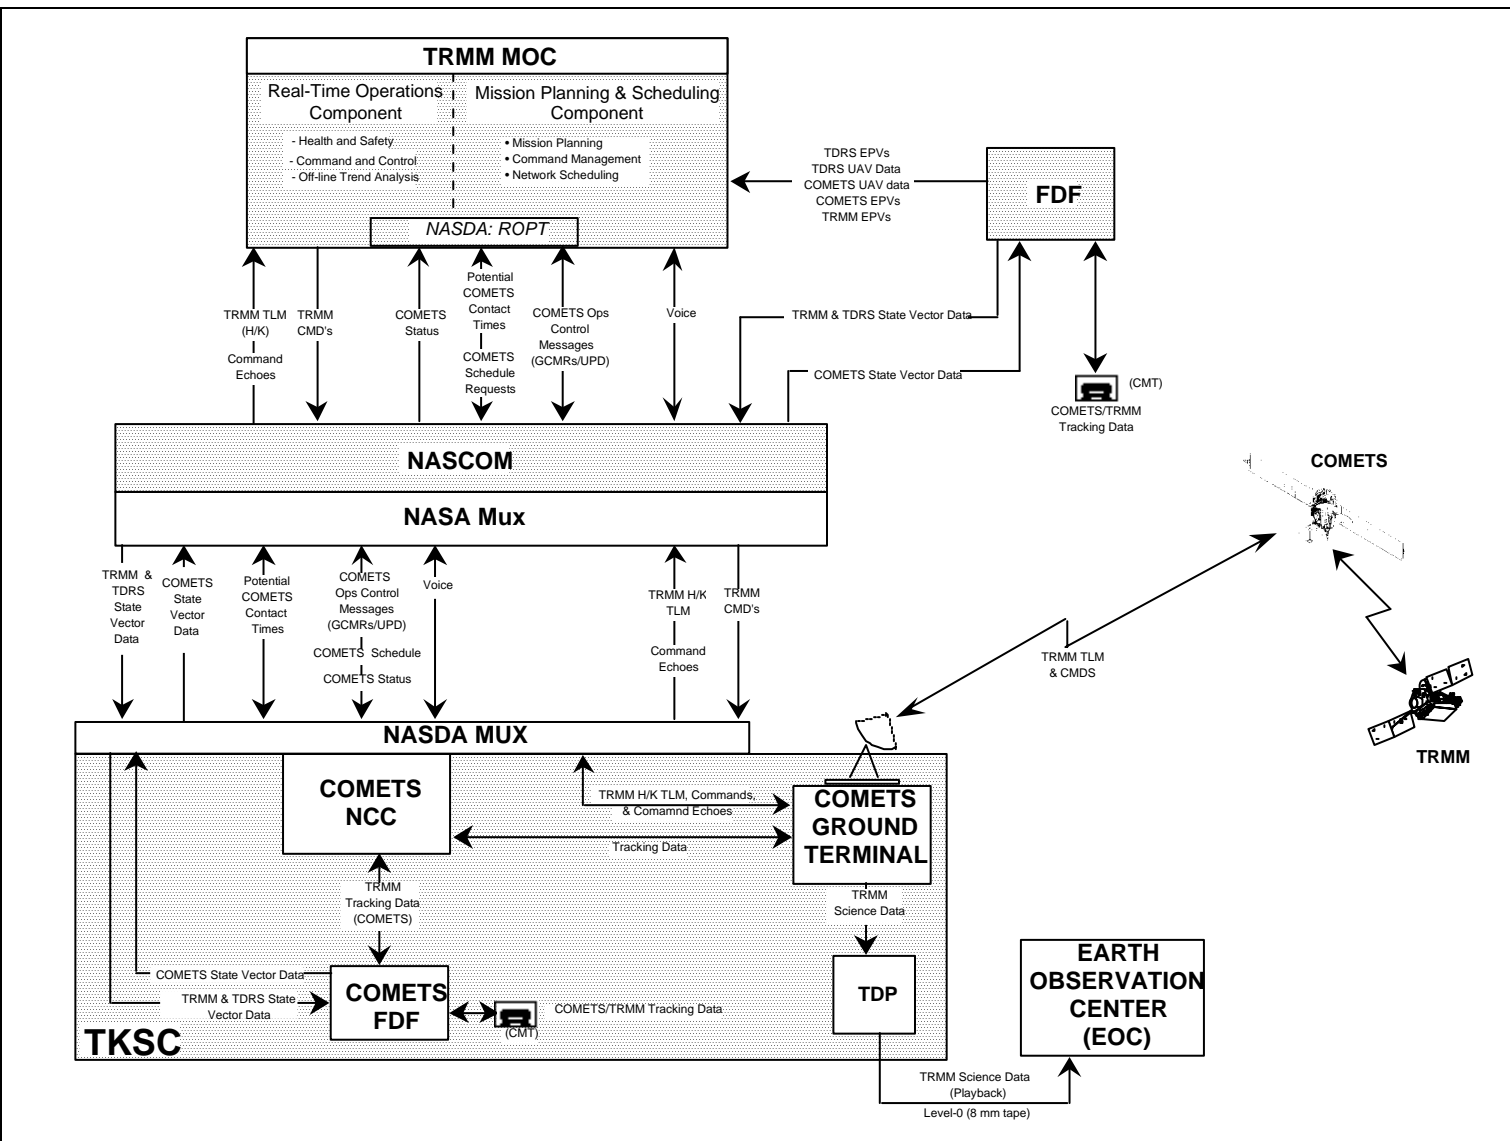 TRMM MOC
Real-Time Operations
Component
- Health and Safety
- Command and Control
- Off-line Trend Analysis
Mission Planning & Scheduling
Component
• Mission Planning
• Command Management
• Network Scheduling
NASDA: ROPT
TDRS EPVs
TDRS UAV Data
COMETS UAV data
COMETS EPVs
TRMM EPVs
FDF
TRMM TLM
(H/K)
Command
Echoes
TRMM
CMD's
COMETS
Status
Potential
COMETS
Contact
Times
COMETS
Schedule
Requests
COMETS Ops
Control
Messages
(GCMRs/UPD)
Voice
TRMM & TDRS State Vector Data
COMETS State Vector Data
(CMT)
COMETS/TRMM
Tracking Data
NASCOM
NASA Mux
COMETS
TRMM &
TDRS
State
Vector
Data
COMETS
State
Vector
Data
Potential
COMETS
Contact
Times
COMETS
Ops Control
Messages
(GCMRs/UPD)
COMETS Schedule
COMETS Status
Voice
TRMM H/K
TLM
Command
Echoes
TRMM
CMD's
TRMM TLM
& CMDS
TRMM
NASDA MUX
COMETS
NCC
TRMM H/K TLM, Commands,
& Comamnd Echoes
Tracking Data
COMETS
GROUND
TERMINAL
TRMM
Tracking Data
(COMETS)
TRMM
Science Data
COMETS State Vector Data
TRMM & TDRS State
Vector Data
COMETS
FDF
(CMT)
COMETS/TRMM Tracking Data
TDP
TKSC
EARTH
OBSERVATION
CENTER
(EOC)
TRMM Science Data
(Playback)
Level-0 (8 mm tape)